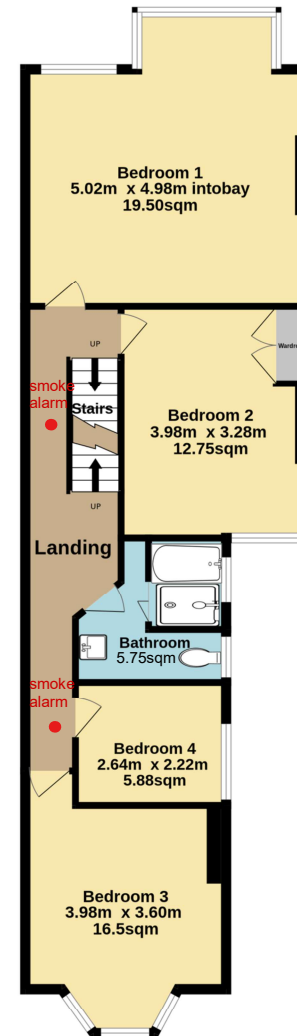 Bedroom 1
5.02m x 4.98m intobay
19.50sqm
UP
smoke
alarm
Stairs
Bedroom 2
3.98m x 3.28m
12.75sqm
UP
Landing
Bathroom
5.75sqm
smoke
alarm
Bedroom 4
2.64m x 2.22m
5.88sqm
Bedroom 3
3.98m x 3.60m
16.5sqm